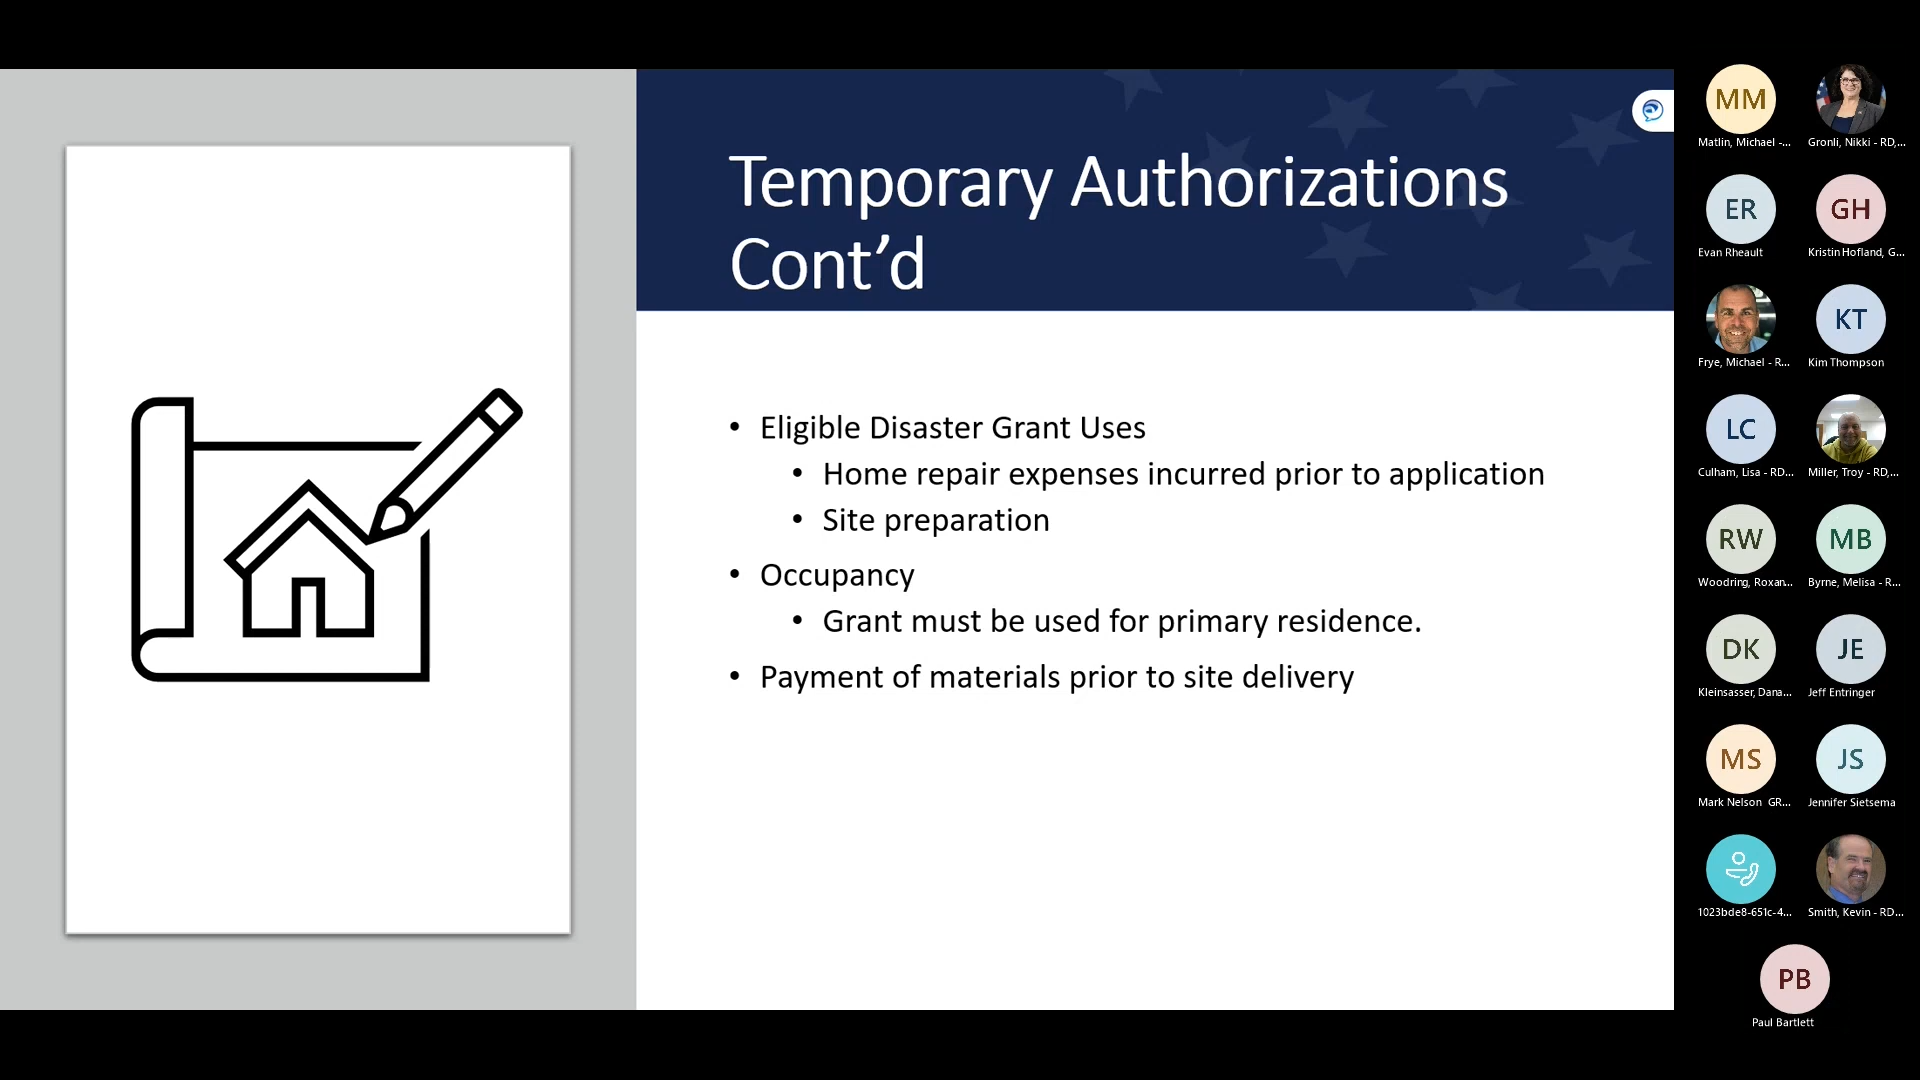 Temporary Authorizations
Cont’d
• Eligible Disaster Grant Uses
• Home repair expenses incurred prior to application
• Site preparation
• Occupancy
• Grant must be used for primary residence.
• Payment of materials prior to site delivery
MM
Matlin, Michael -...
Gronli, Nikki - RD,...
ER
Evan Rheault
GH
Kristin Hofland, G...
Frye, Michael - R...
KT
Kim Thompson
LC
Culham, Lisa - RD...
Miller, Troy - RD,...
RW
Woodring, Roxan...
MB
Byrne, Melisa - R...
DK
Kleinsasser, Dana...
JE
Jeff Entringer
MS
Mark Nelson GR...
JS
Jennifer Sietsema
1023bde8-651c-4...
Smith, Kevin - RD...
PB
Paul Bartlett